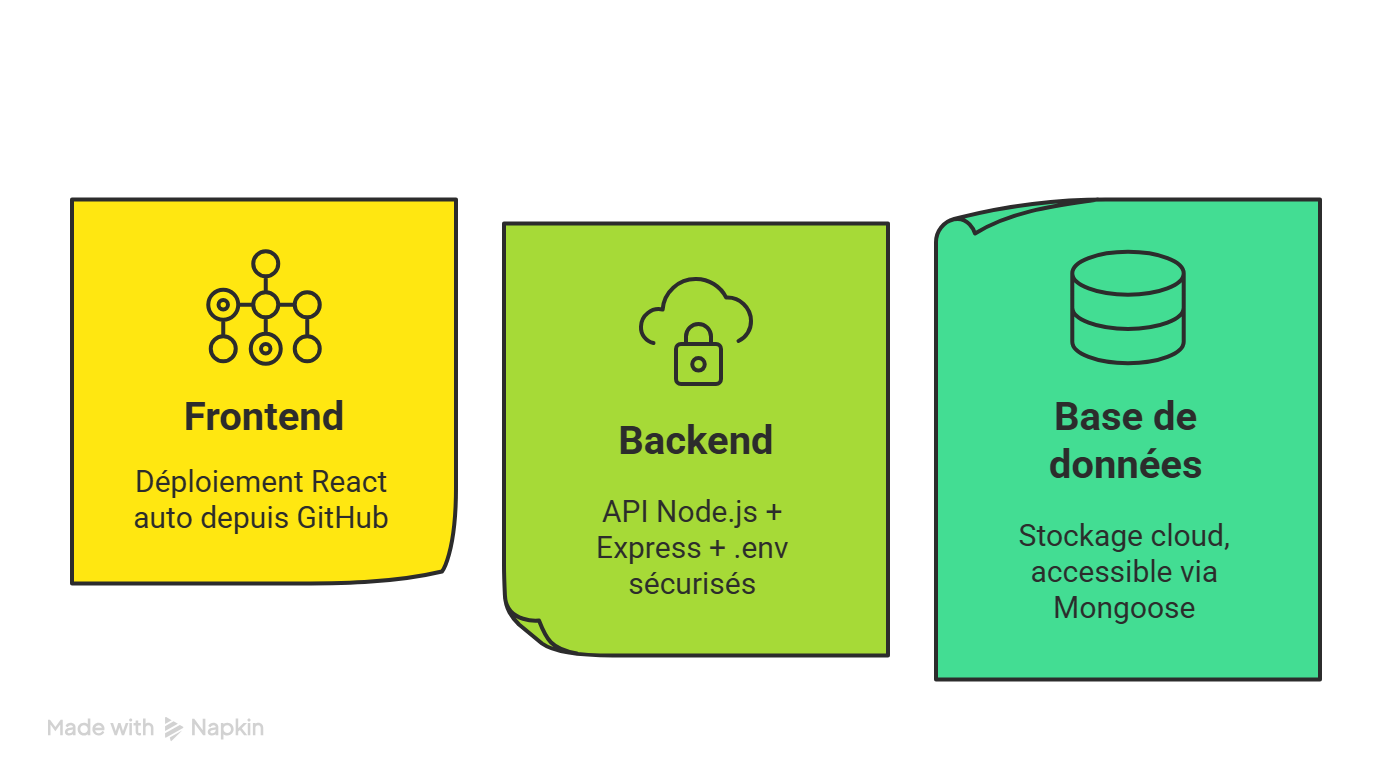 Frontend
Déploiement React
auto depuis GitHub
Backend
API Node.js +
Express + .env
sécurisés
Base de
données
Stockage cloud,
accessible via
Mongoose
Made with Napkin